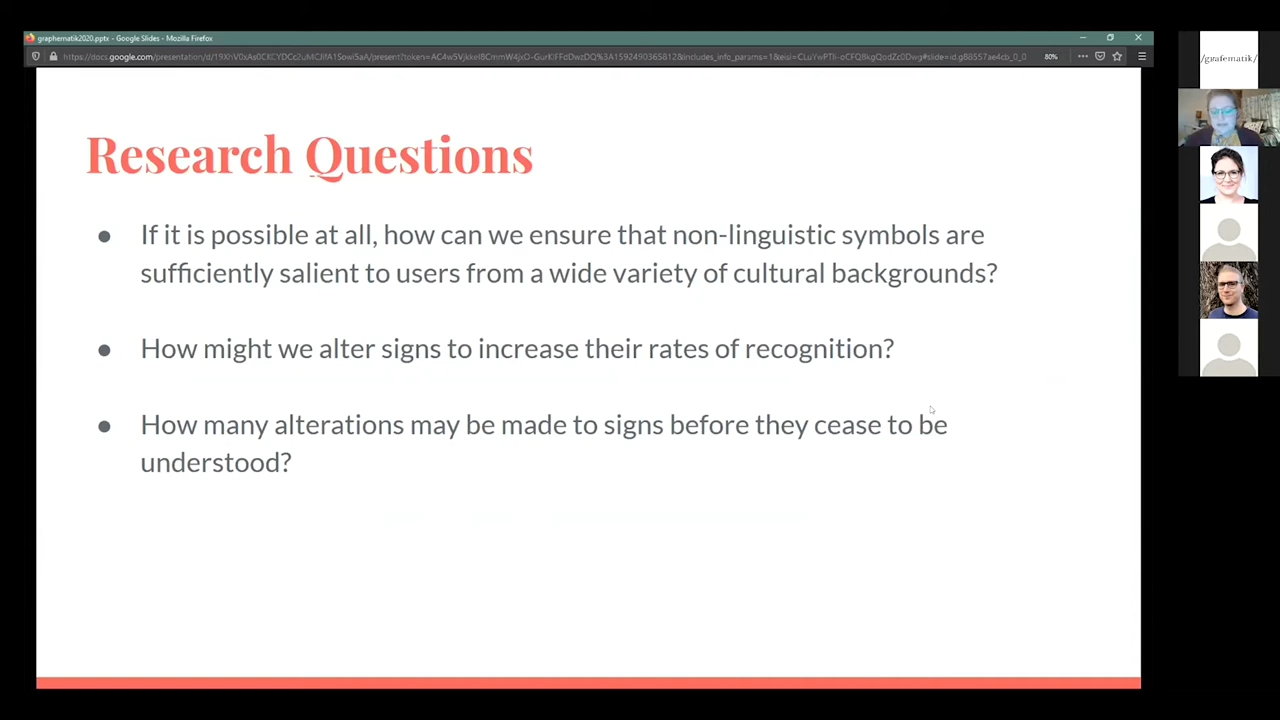 graphematik2020.pptx - Google Slides - Mozilla Firefox
80%
/grafematik/
Research Questions
● If it is possible at all, how can we ensure that non-linguistic symbols are
sufficiently salient to users from a wide variety of cultural backgrounds?
● How might we alter signs to increase their rates of recognition?
● How many alterations may be made to signs before they cease to be
understood?